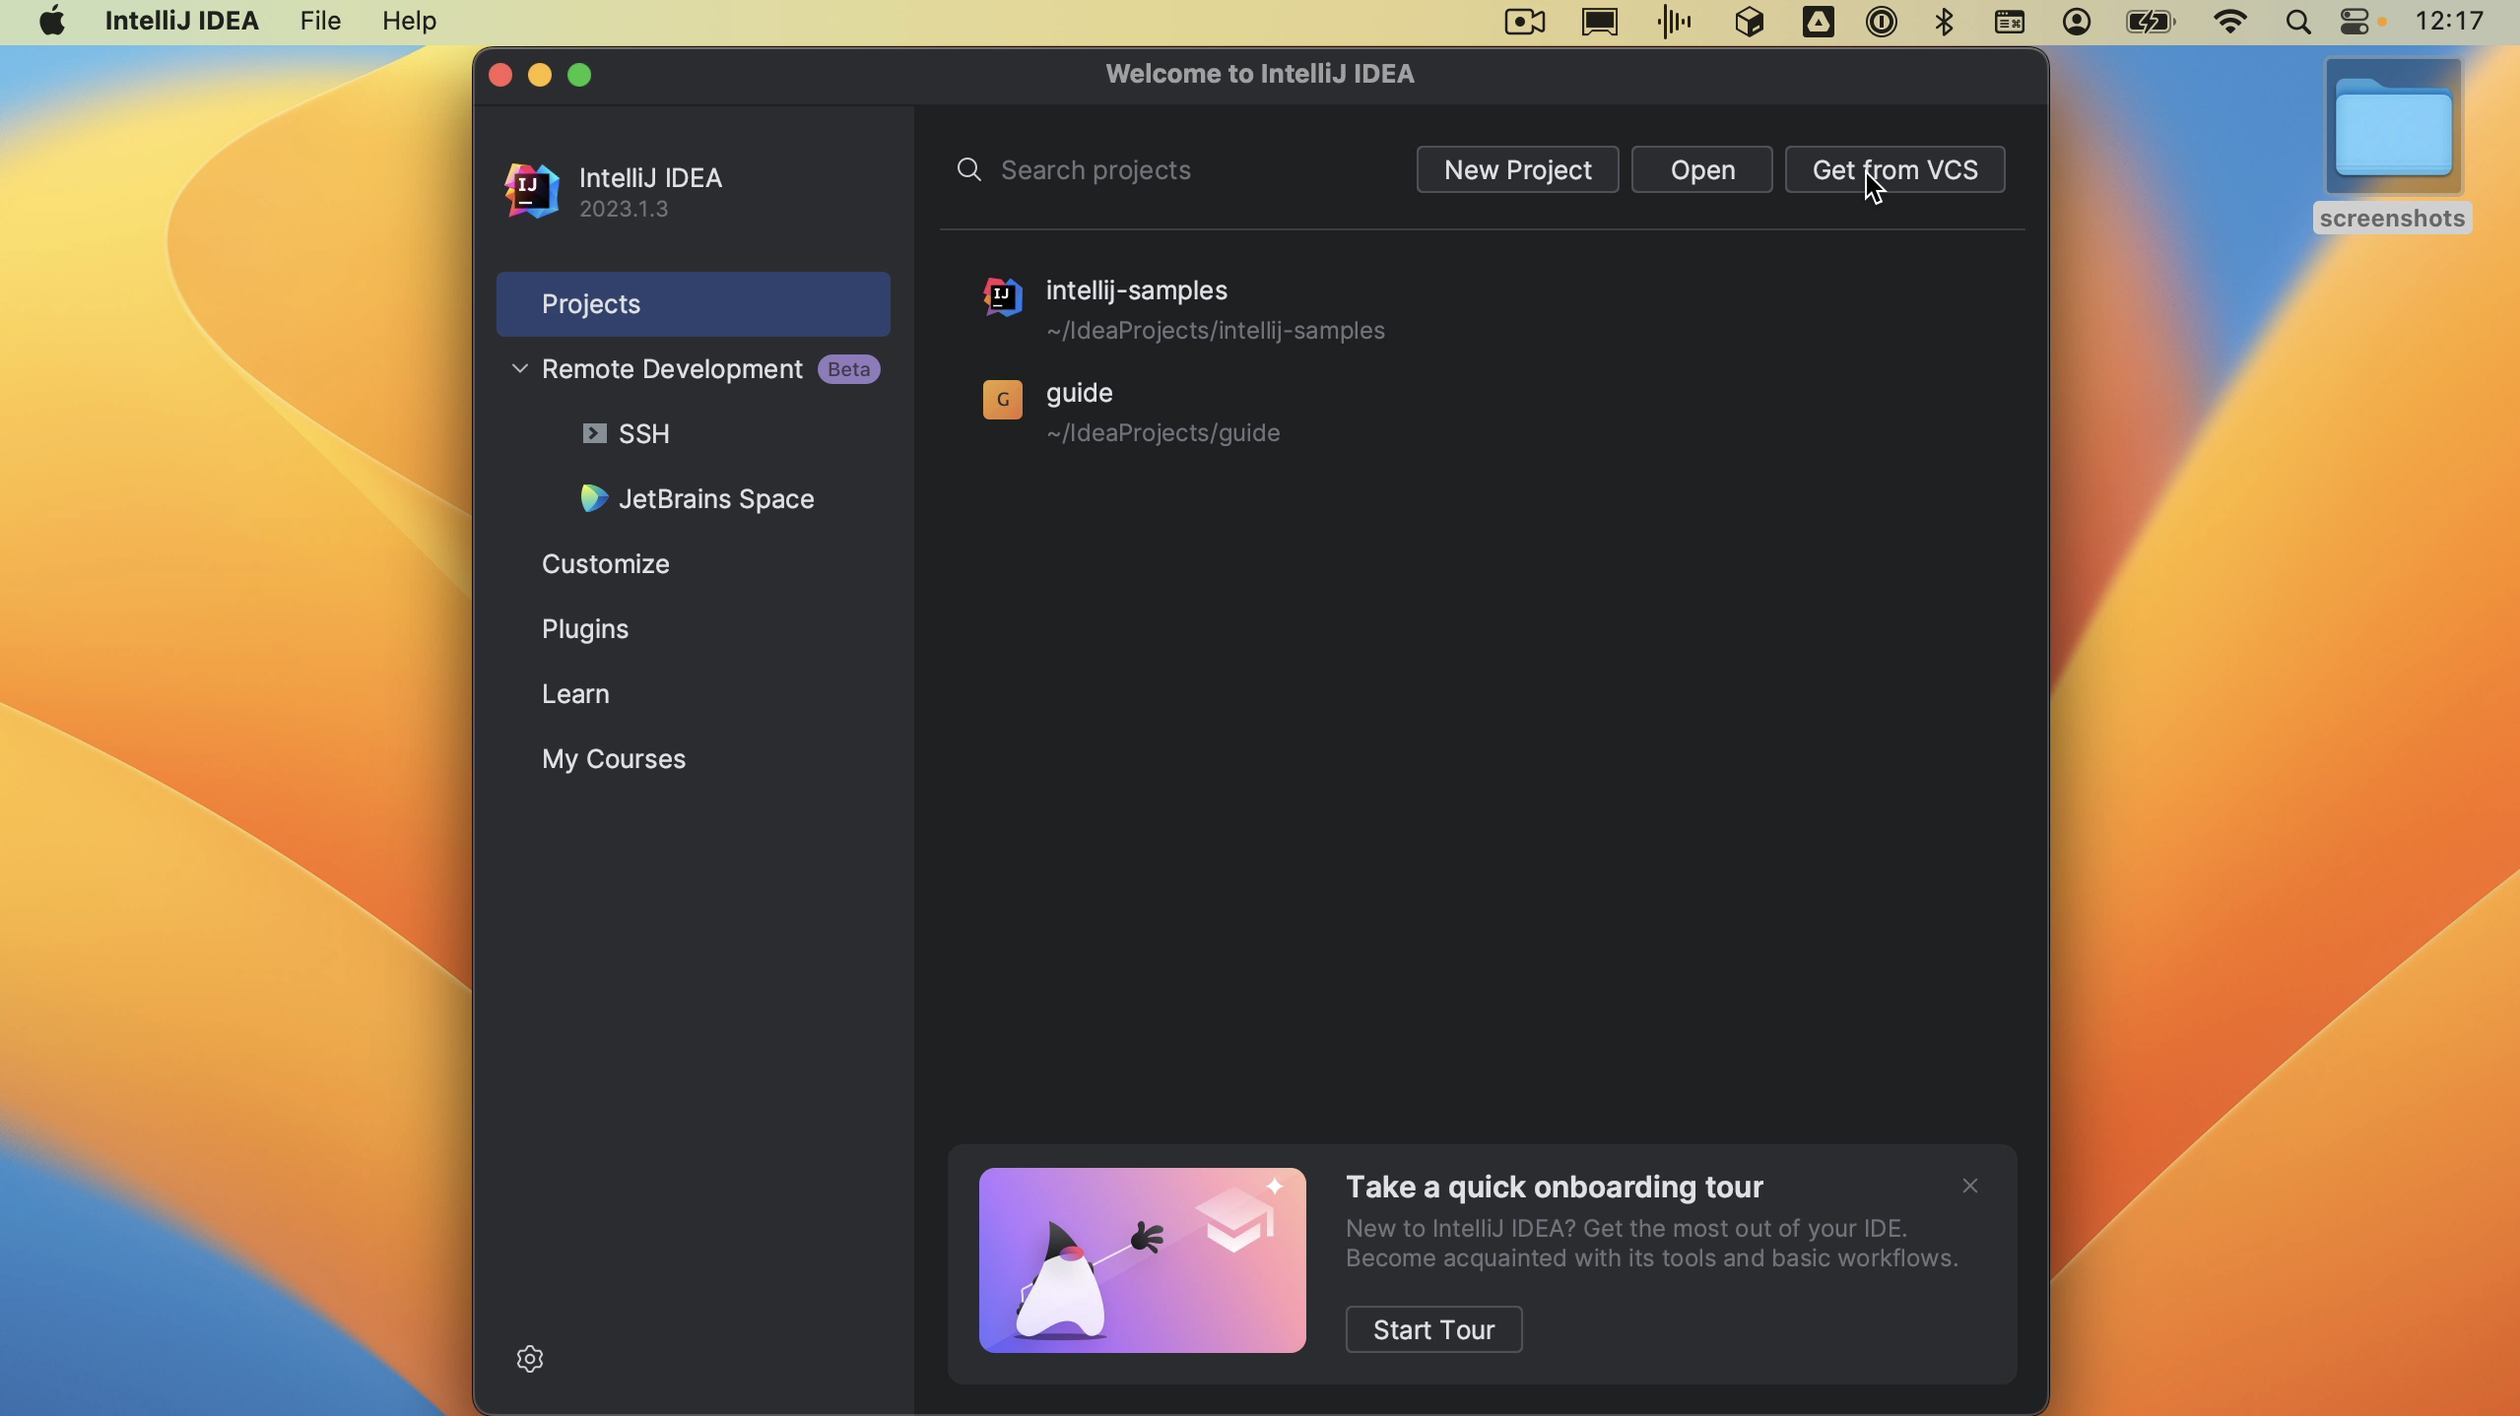 IntelliJ IDEA File Help 12:17
Welcome to IntelliJ IDEA
screenshots
IntelliJ IDEA
2023.1.3
Projects
Remote Development Beta
SSH
JetBrains Space
Customize
Plugins
Learn
My Courses
Search projects New Project Open Get from VCS
IJ
intellij-samples
~/IdeaProjects/intellij-samples
G
guide
~/IdeaProjects/guide
Take a quick onboarding tour
New to IntelliJ IDEA? Get the most out of your IDE.
Become acquainted with its tools and basic workflows.
Start Tour